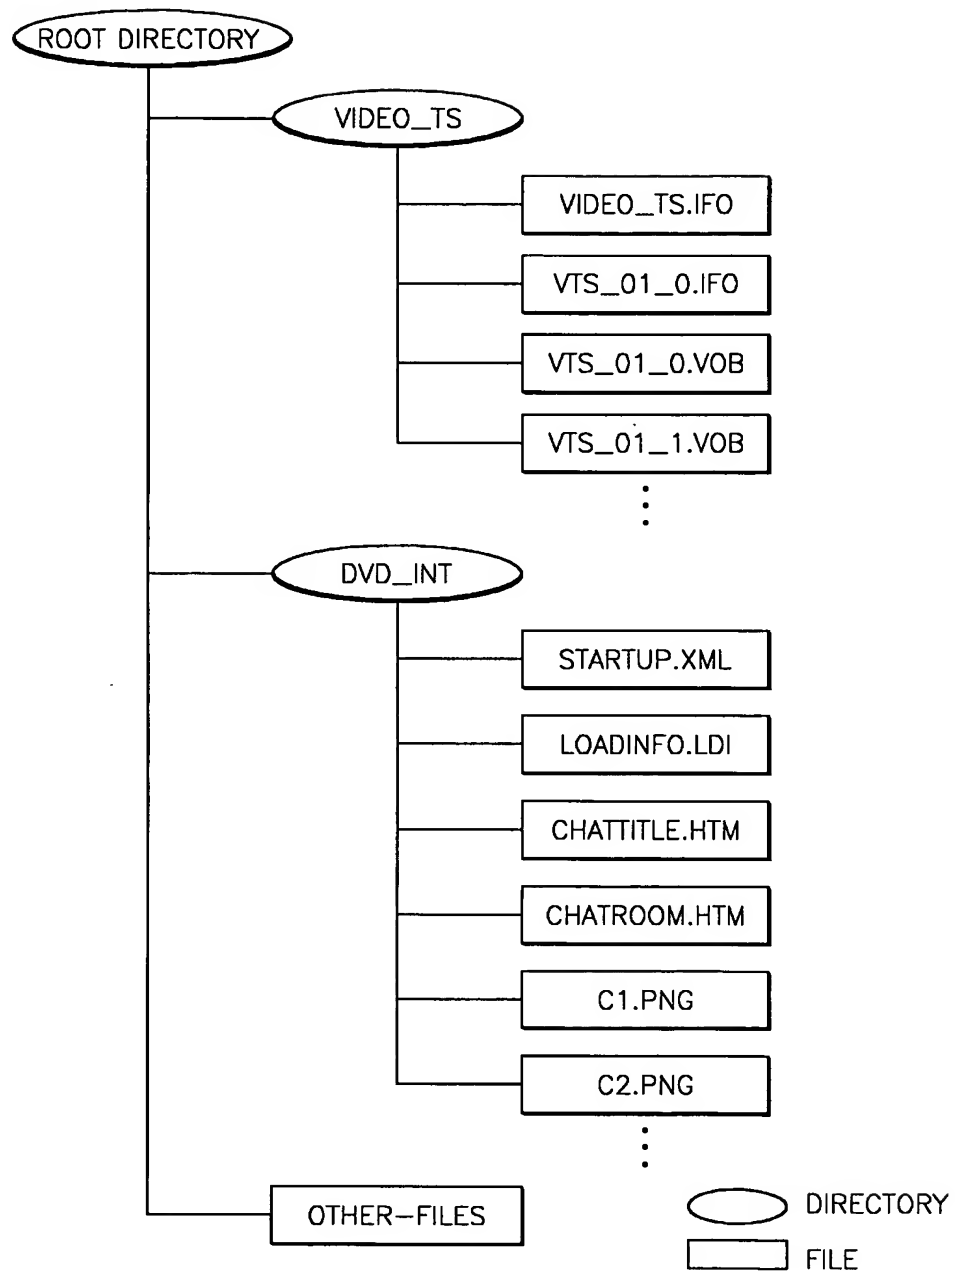 ROOT DIRECTORY
VIDEO_TS
VIDEO_TS.IFO
VTS_01_0.IFO
VTS_01_0.VOB
VTS_01_1.VOB
DVD_INT
STARTUP.XML
LOADINFO.LDI
CHATTITLE.HTM
CHATROOM.HTM
C1.PNG
C2.PNG
OTHER-FILES
DIRECTORY
FILE